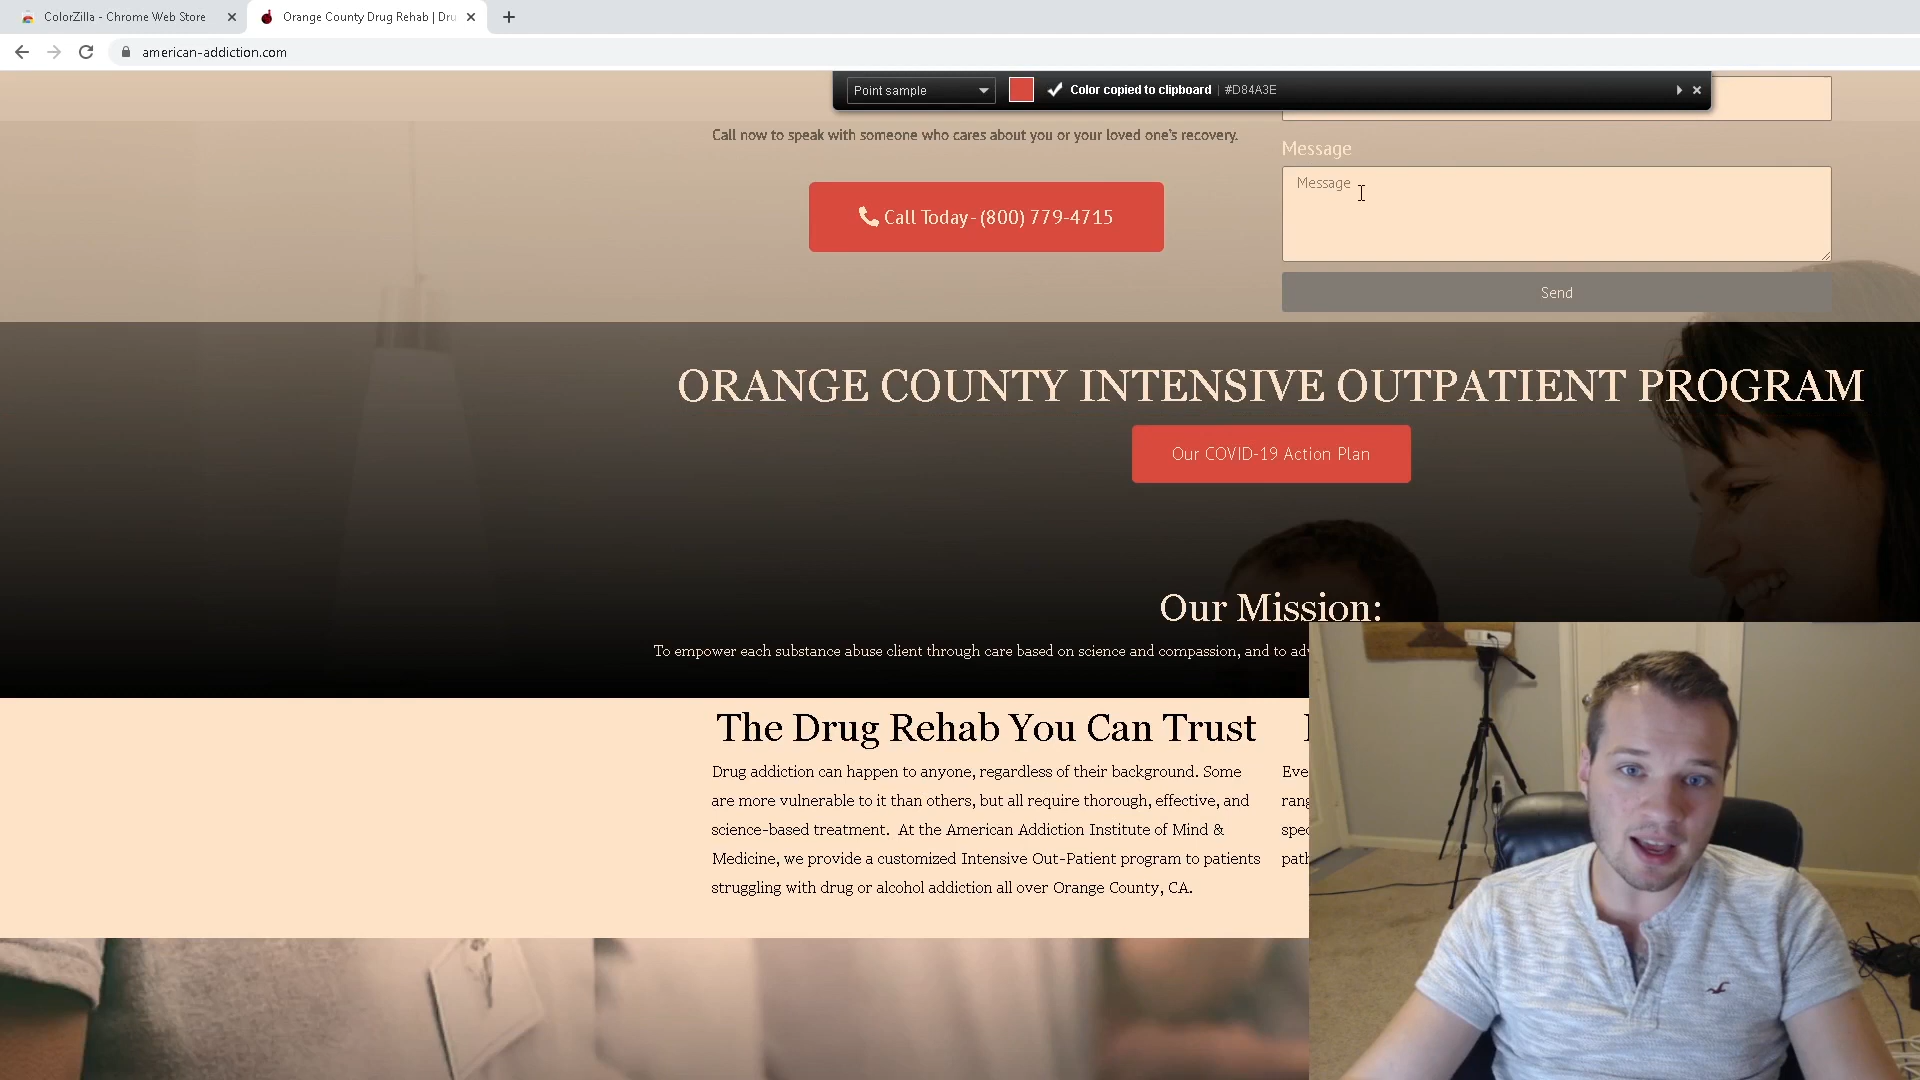 ColorZilla - Chrome Web Store
Orange County Drug Rehab | Dru
american-addiction.com
Point sample
Color copied to clipboard | #D84A3E
Call now to speak with someone who cares about you or your loved one's recovery.
Call Today - (800) 779-4715
Message
Message
Send
ORANGE COUNTY INTENSIVE OUTPATIENT PROGRAM
Our COVID-19 Action Plan
Our Mission:
To empower each substance abuse client through care based on science and compassion, and to adv
The Drug Rehab You Can Trust
Drug addiction can happen to anyone, regardless of their background. Some
are more vulnerable to it than others, but all require thorough, effective, and
science-based treatment. At the American Addiction Institute of Mind &
Medicine, we provide a customized Intensive Out-Patient program to patients
struggling with drug or alcohol addiction all over Orange County, CA.
Eve
rang
spec
path